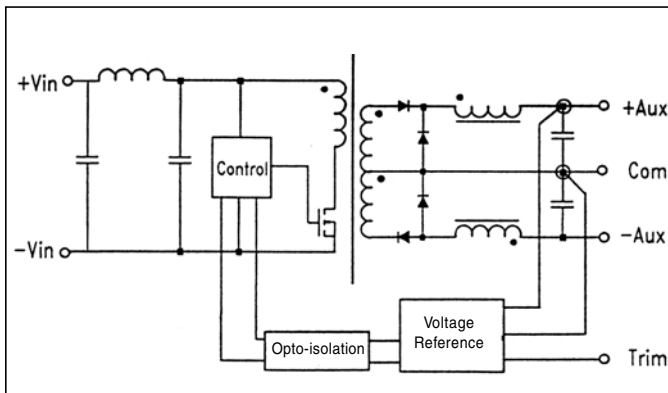 +Vin
+Aux
Control
Com
-Vin
-Aux
Voltage
Reference
Opto-isolation
Trim